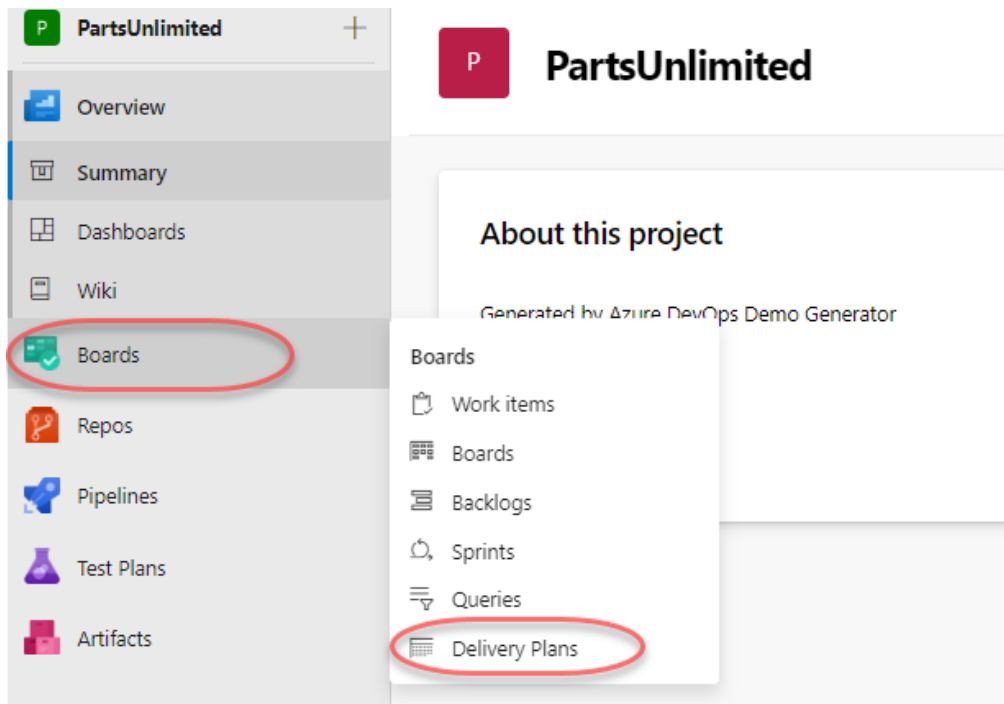 P PartsUnlimited
Overview
Summary
Dashboards
Wiki
Boards
Repos
Pipelines
Test Plans
Artifacts
P PartsUnlimited
About this project
Generated by Azure DevOps Demo Generator
Boards
Work items
Boards
Backlogs
Sprints
Queries
Delivery Plans